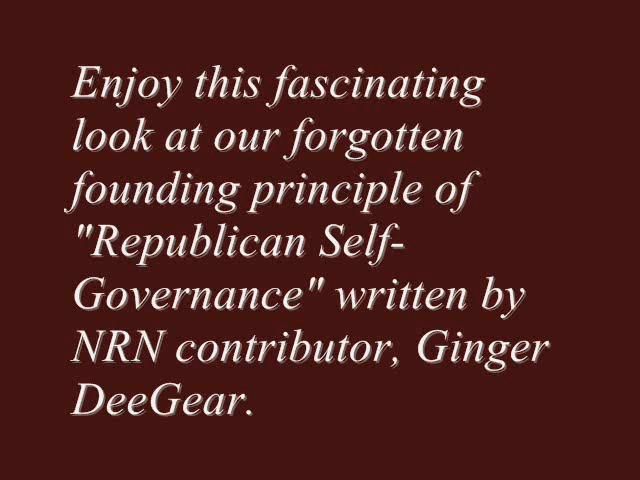 Enjoy this fascinating
look at our forgotten
founding principle of
"Republican Self-
Governance" written by
NRN contributor, Ginger
DeeGear.